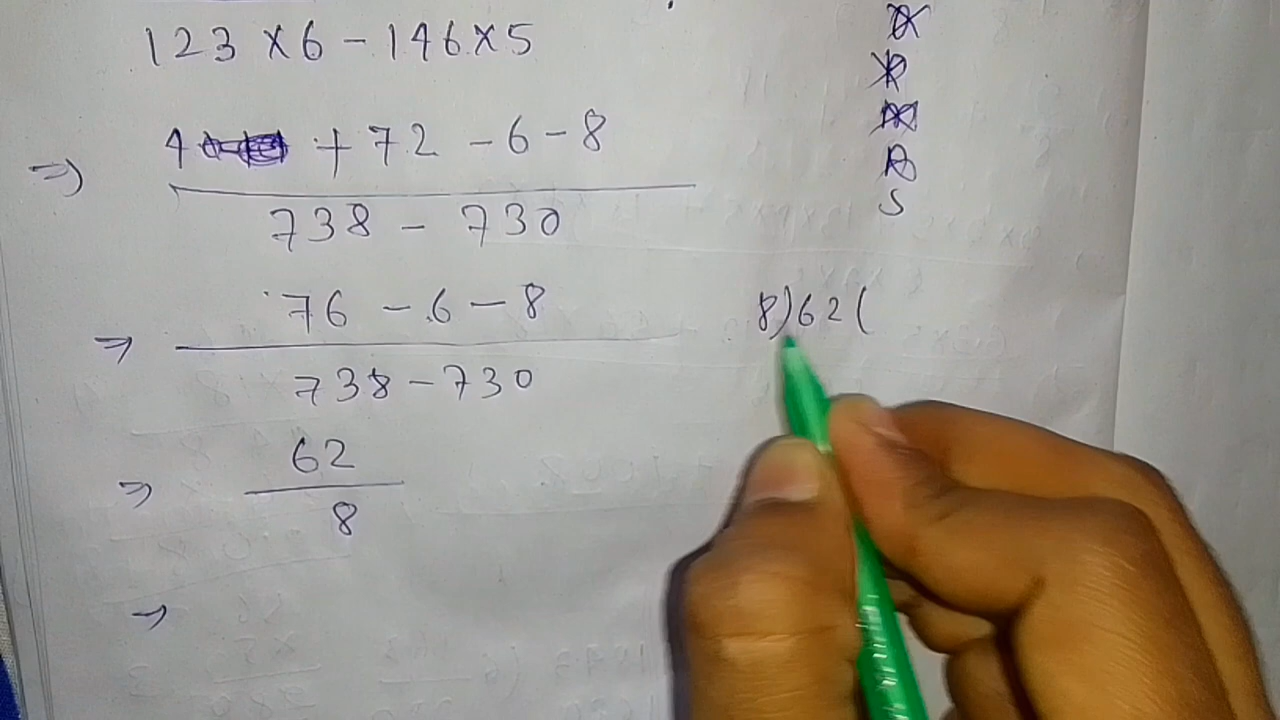 123 × 6 - 146 × 5
⇒ 4 + 72 - 6 - 8
738 - 730
⇒ 76 - 6 - 8
738 - 730
⇒ 62
8
⇒
B
S
8)62(